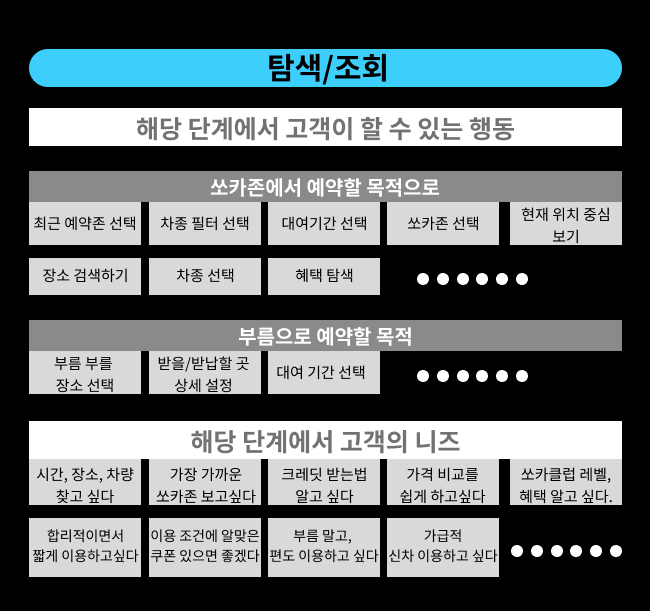 탐색/조회
해당 단계에서 고객이 할 수 있는 행동
쏘카존에서 예약할 목적으로
최근 예약존 선택
차종 필터 선택
대여기간 선택
쏘카존 선택
현재 위치 중심
보기
장소 검색하기
차종 선택
혜택 탐색
부름으로 예약할 목적
부름 부를
장소 선택
받을/반납할 곳
상세 설정
대여 기간 선택
해당 단계에서 고객의 니즈
시간, 장소, 차량
찾고 싶다
가장 가까운
쏘카존 보고싶다
크레딧 받는법
알고 싶다
가격 비교를
쉽게 하고싶다
쏘카클럽 레벨,
혜택 알고 싶다.
합리적이면서
짧게 이용하고싶다
이용 조건에 알맞은
쿠폰 있으면 좋겠다
부름 말고,
편도 이용하고 싶다
가급적
신차 이용하고 싶다